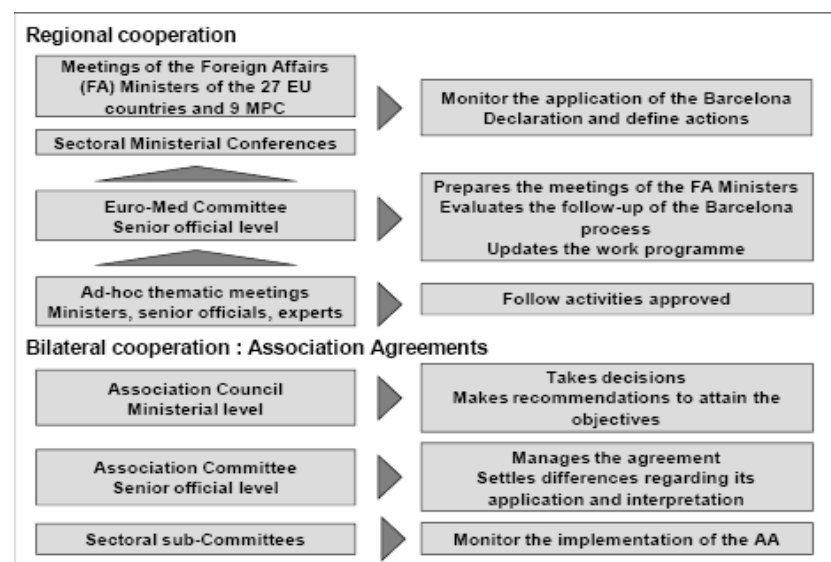 Regional cooperation
Meetings of the Foreign Affairs
(FA) Ministers of the 27 EU
countries and 9 MPC
Monitor the application of the Barcelona
Declaration and define actions
Sectoral Ministerial Conferences
Euro-Med Committee
Senior official level
Prepares the meetings of the FA Ministers
Evaluates the follow-up of the Barcelona
process
Updates the work programme
Ad-hoc thematic meetings
Ministers, senior officials, experts
Follow activities approved
Bilateral cooperation : Association Agreements
Association Council
Ministerial level
Takes decisions
Makes recommendations to attain the
objectives
Association Committee
Senior official level
Manages the agreement
Settles differences regarding its
application and interpretation
Sectoral sub-Committees
Monitor the implementation of the AA